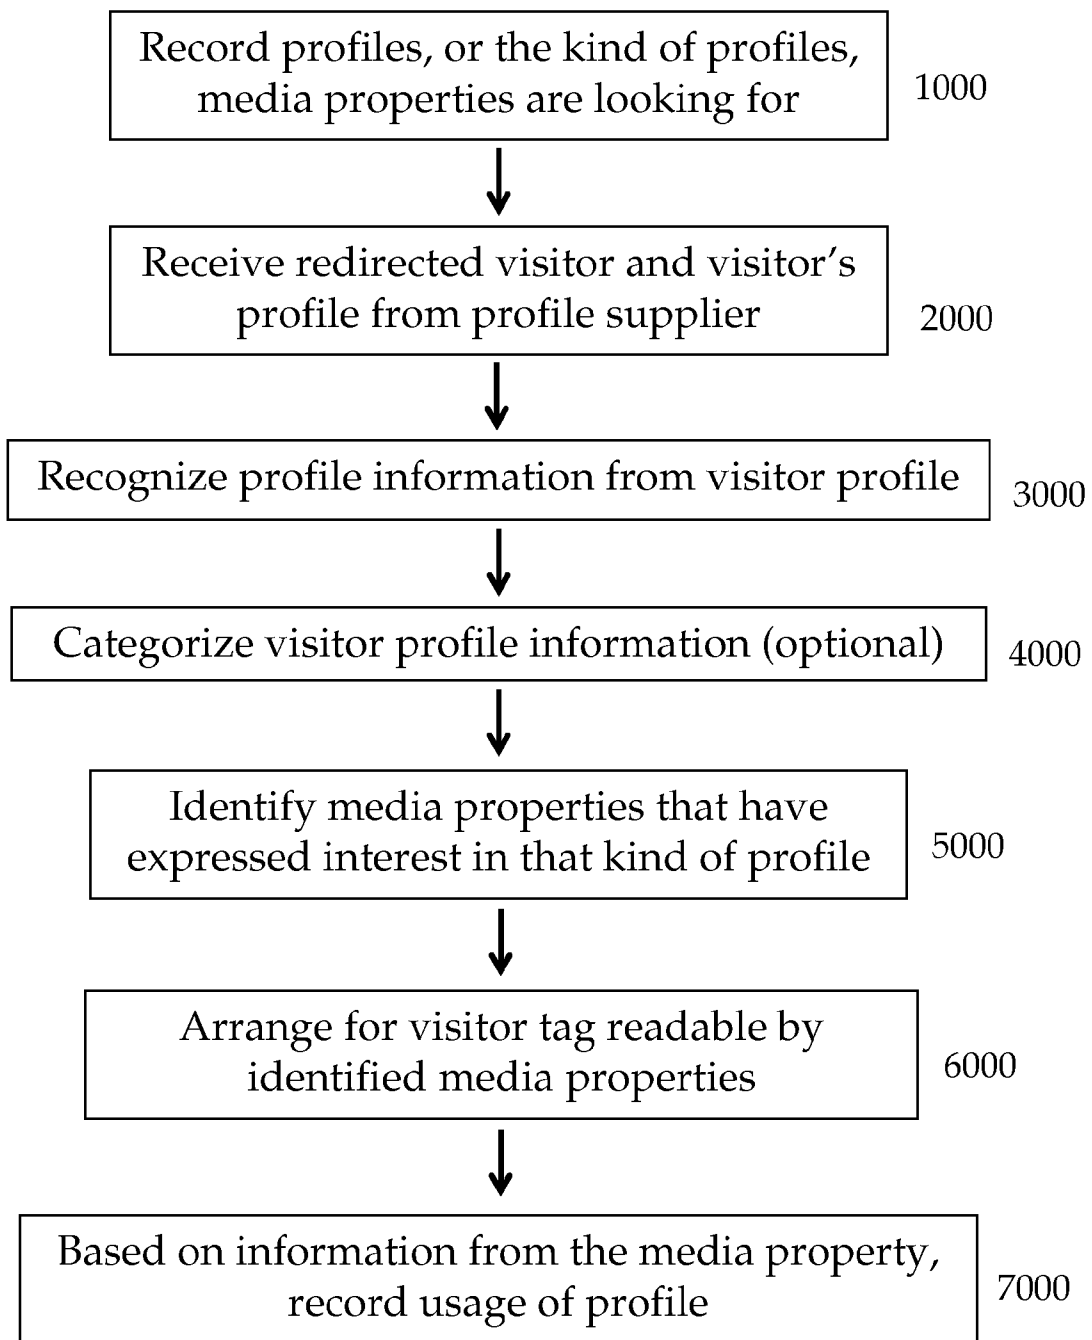 Record profiles, or the kind of profiles,
media properties are looking for
1000
Receive redirected visitor and visitor’s
profile from profile supplier
2000
Recognize profile information from visitor profile
3000
Categorize visitor profile information (optional)
4000
Identify media properties that have
expressed interest in that kind of profile
5000
Arrange for visitor tag readable by
identified media properties
6000
Based on information from the media property,
record usage of profile
7000